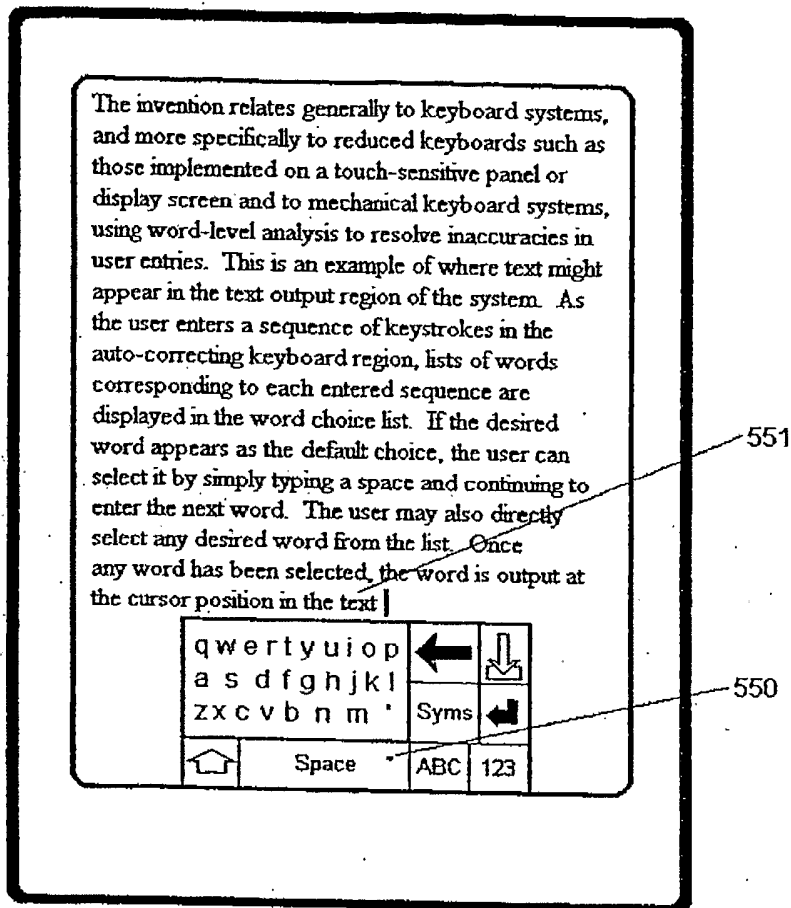 The invention relates generally to keyboard systems,
and more specifically to reduced keyboards such as
those implemented on a touch-sensitive panel or
display screen and to mechanical keyboard systems,
using word-level analysis to resolve inaccuracies in
user entries. This is an example of where text might
appear in the text output region of the system. As
the user enters a sequence of keystrokes in the
auto-correcting keyboard region, lists of words
corresponding to each entered sequence are
displayed in the word choice list. If the desired
word appears as the default choice, the user can
select it by simply typing a space and continuing to
enter the next word. The user may also directly
select any desired word from the list. Once
any word has been selected, the word is output at
the cursor position in the text
551
q w e r t y u i o p
a s d f g h j k l
z x c v b n m '
Syms
550
Space
ABC
123